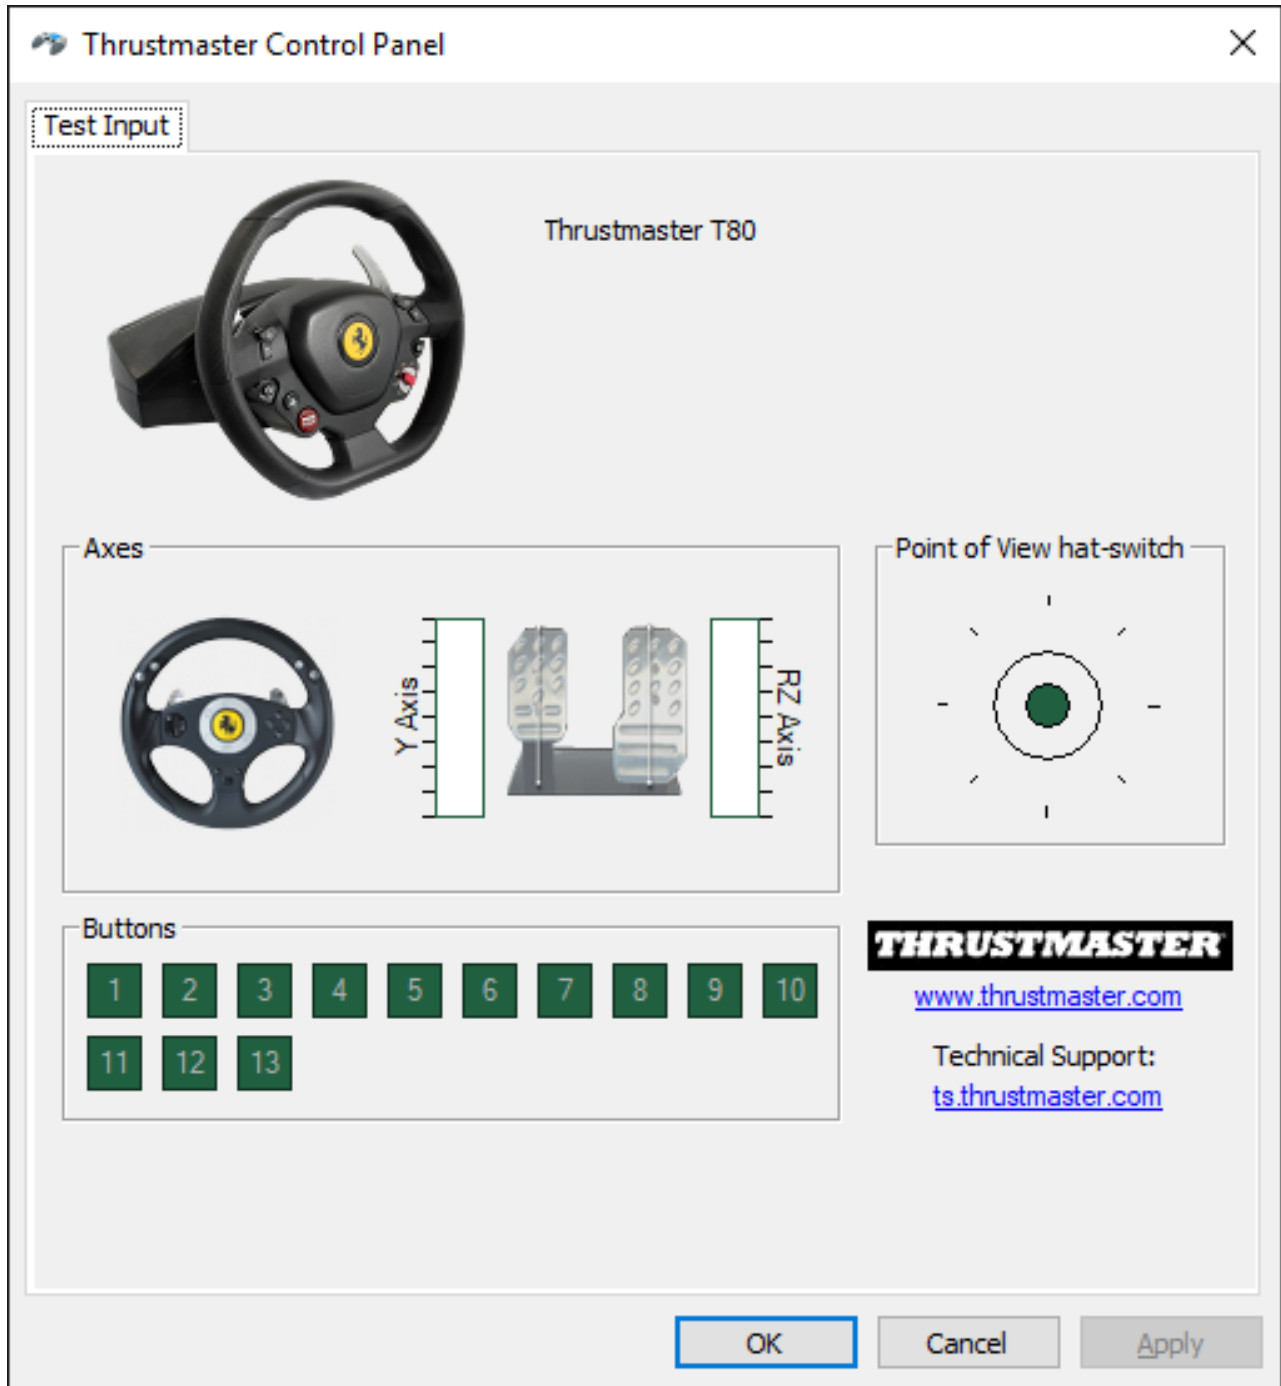 Thrustmaster Control Panel
Test Input
Thrustmaster T80
Axes
Y Axis
RZ Axis
Point of View hat-switch
Buttons
1 2 3 4 5 6 7 8 9 10
11 12 13
THRUSTMASTER
www.thrustmaster.com
Technical Support:
ts.thrustmaster.com
OK Cancel Apply